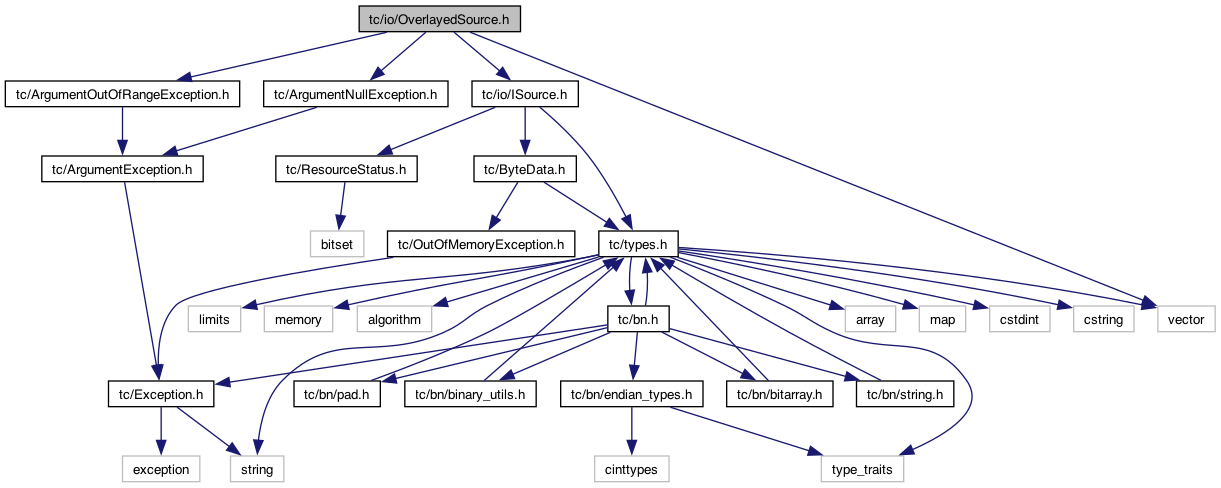 tc/io/OverlayedSource.h
tc/ArgumentOutOfRangeException.h
tc/ArgumentNullException.h
tc/io/ISource.h
tc/ArgumentException.h
tc/ResourceStatus.h
tc/ByteData.h
bitset
tc/OutOfMemoryException.h
tc/types.h
limits
memory
algorithm
tc/bn.h
array
map
cstdint
cstring
vector
tc/Exception.h
tc/bn/pad.h
tc/bn/binary_utils.h
tc/bn/endian_types.h
tc/bn/bitarray.h
tc/bn/string.h
exception
string
cinttypes
type_traits